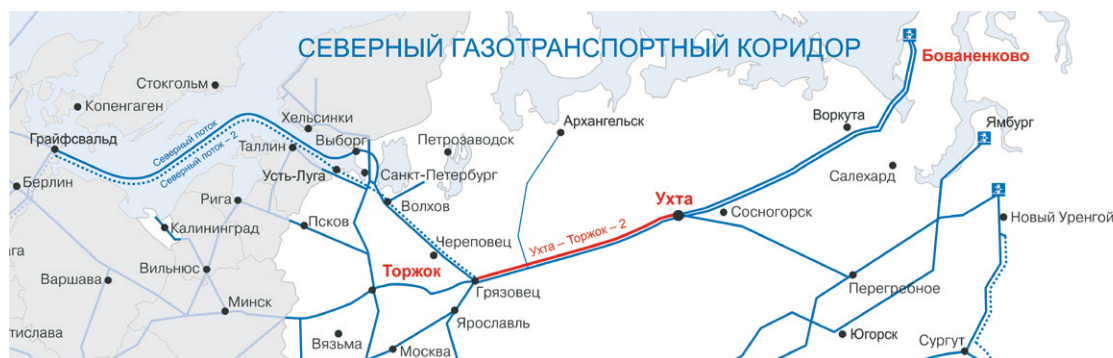 СЕВЕРНЫЙ ГАЗОТРАНСПОРТНЫЙ КОРИДОР
Бованенково
Стокгольм
Копенгаген
Хельсинки
Архангельск
Воркута
Ямбург
Грайфсвальд
Северный поток
Северный поток – 2
Таллин
Выборг
Петрозаводск
Берлин
Усть-Луга
Санкт-Петербург
Салехард
Рига
Волхов
Ухта
Сосногорск
Новый Уренгой
Калининград
Псков
Череповец
Ухта – Торжок – 2
ага
Варшава
Вильнюс
Торжок
Грязовец
Перегребное
Минск
Ярославль
тислава
Вязьма
Москва
Югорск
Сургут